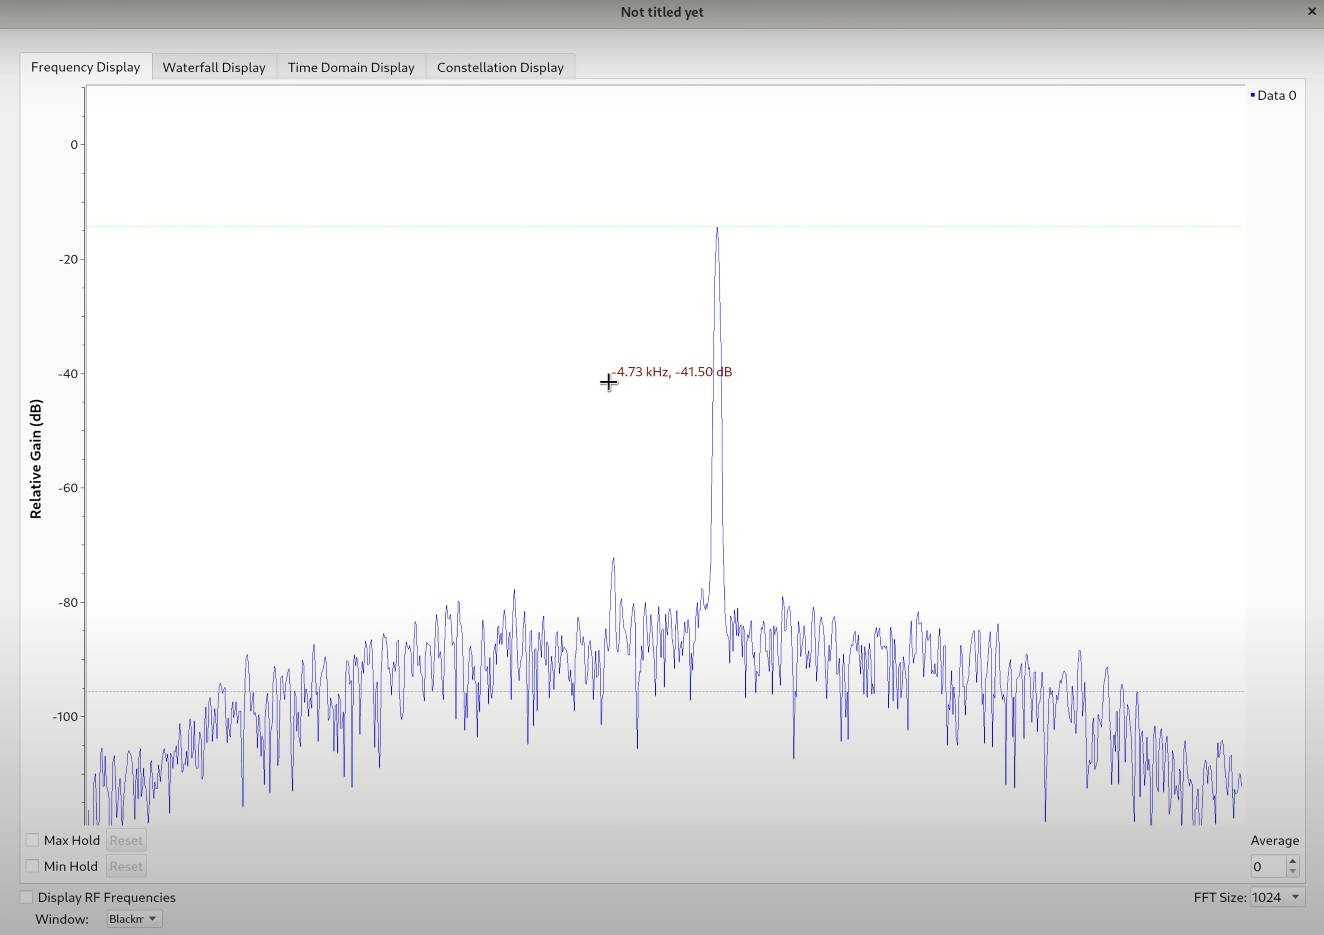 Not titled yet
×
Frequency Display
Waterfall Display
Time Domain Display
Constellation Display
Data 0
0
-20
-40
-60
-80
-100
Relative Gain (dB)
-4.73 kHz, -41.50 dB
Max Hold Reset
Min Hold Reset
Average
0
Display RF Frequencies
FFT Size: 1024
Window: Blackr